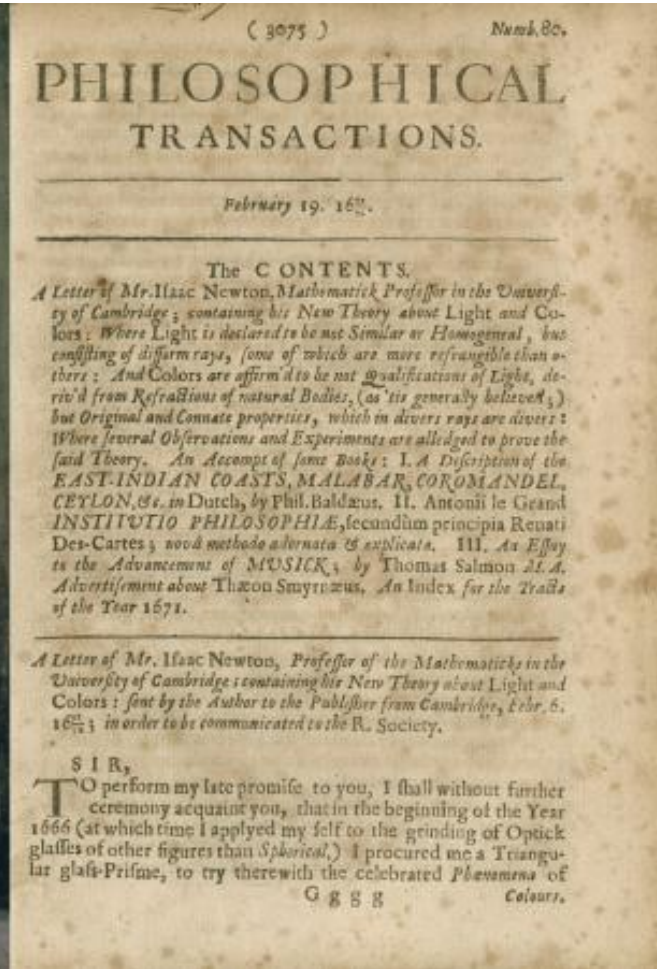 ( 3075 ) Numb. 80.
PHILOSOPHICAL
TRANSACTIONS.
February 19. 167½.
The CONTENTS.
A Letter of Mr. Iſaac Newton, Mathematick Profeſſor in the Univerſi-
ty of Cambridge ; containing his New Theory about Light and Co-
lors : Where Light is declared to be not Similar or Homogeneal , but
conſiſting of difform rays, ſome of which are more refrangible than o-
thers : And Colors are affirm'd to be not Qualifications of Light, de-
riv'd from Refractions of natural Bodies, (as 'tis generally believed ;)
but Original and Connate properties, which in divers rays are divers :
Where ſeveral Obſervations and Experiments are alledged to prove the
ſaid Theory. An Accompt of ſome Books : I. A Deſcription of the
EAST-INDIAN COASTS, MALABAR, COROMANDEL,
CEYLON, &c. in Dutch, by Phil. Baldæus. II. Antonii le Grand
INSTITVTIO PHILOSOPHIÆ, ſecundùm principia Renati
Des-Cartes ; novâ methodo adornata & explicata. III. An Eſſay
to the Advancement of MVSICK ; by Thomas Salmon M. A.
Advertiſement about Thæon Smyrnæus. An Index for the Tracts
of the Year 1671.
A Letter of Mr. Iſaac Newton, Profeſſor of the Mathematicks in the
Univerſity of Cambridge ; containing his New Theory about Light and
Colors : ſent by the Author to the Publiſher from Cambridge, Febr. 6.
167½ ; in order to be communicated to the R. Society.
SIR,
TO perform my late promiſe to you, I ſhall without further
ceremony acquaint you, that in the beginning of the Year
1666 (at which time I applyed my ſelf to the grinding of Optick
glaſſes of other figures than Spherical,) I procured me a Triangu-
lar glaſs-Priſme, to try therewith the celebrated Phænomena of
Gggg Colours.